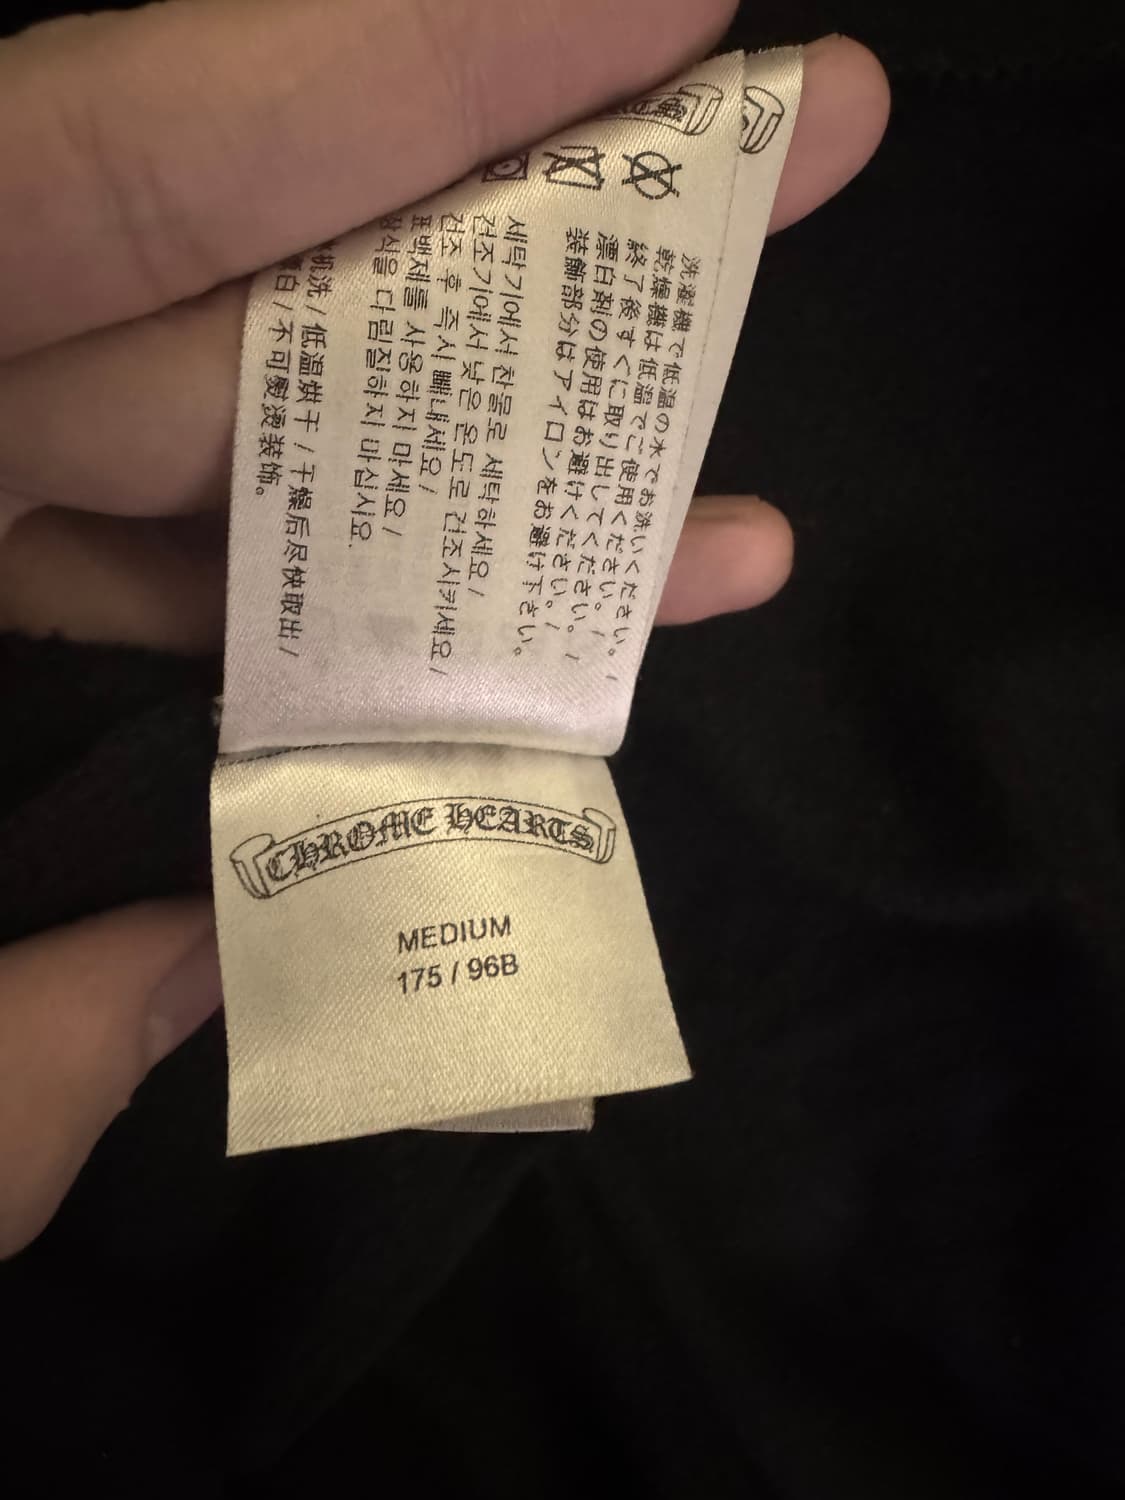 洗濯機で低温の水でお洗いください。/
乾燥機は低温でご使用ください。/
終了後すぐに取り出してください。/
漂白剤の使用はお避けください。/
装飾部分はアイロンをお避け下さい。
세탁기에서 찬물로 세탁하세요/
건조기에서 낮은 온도로 건조시키세요/
건조 후 즉시 빼내세요/
표백제를 사용하지 마세요/
장식을 다림질하지 마십시요.
机洗/低温烘干/干燥后尽快取出/
白/不可熨烫装饰。
CHROME HEARTS
MEDIUM
175 / 96B